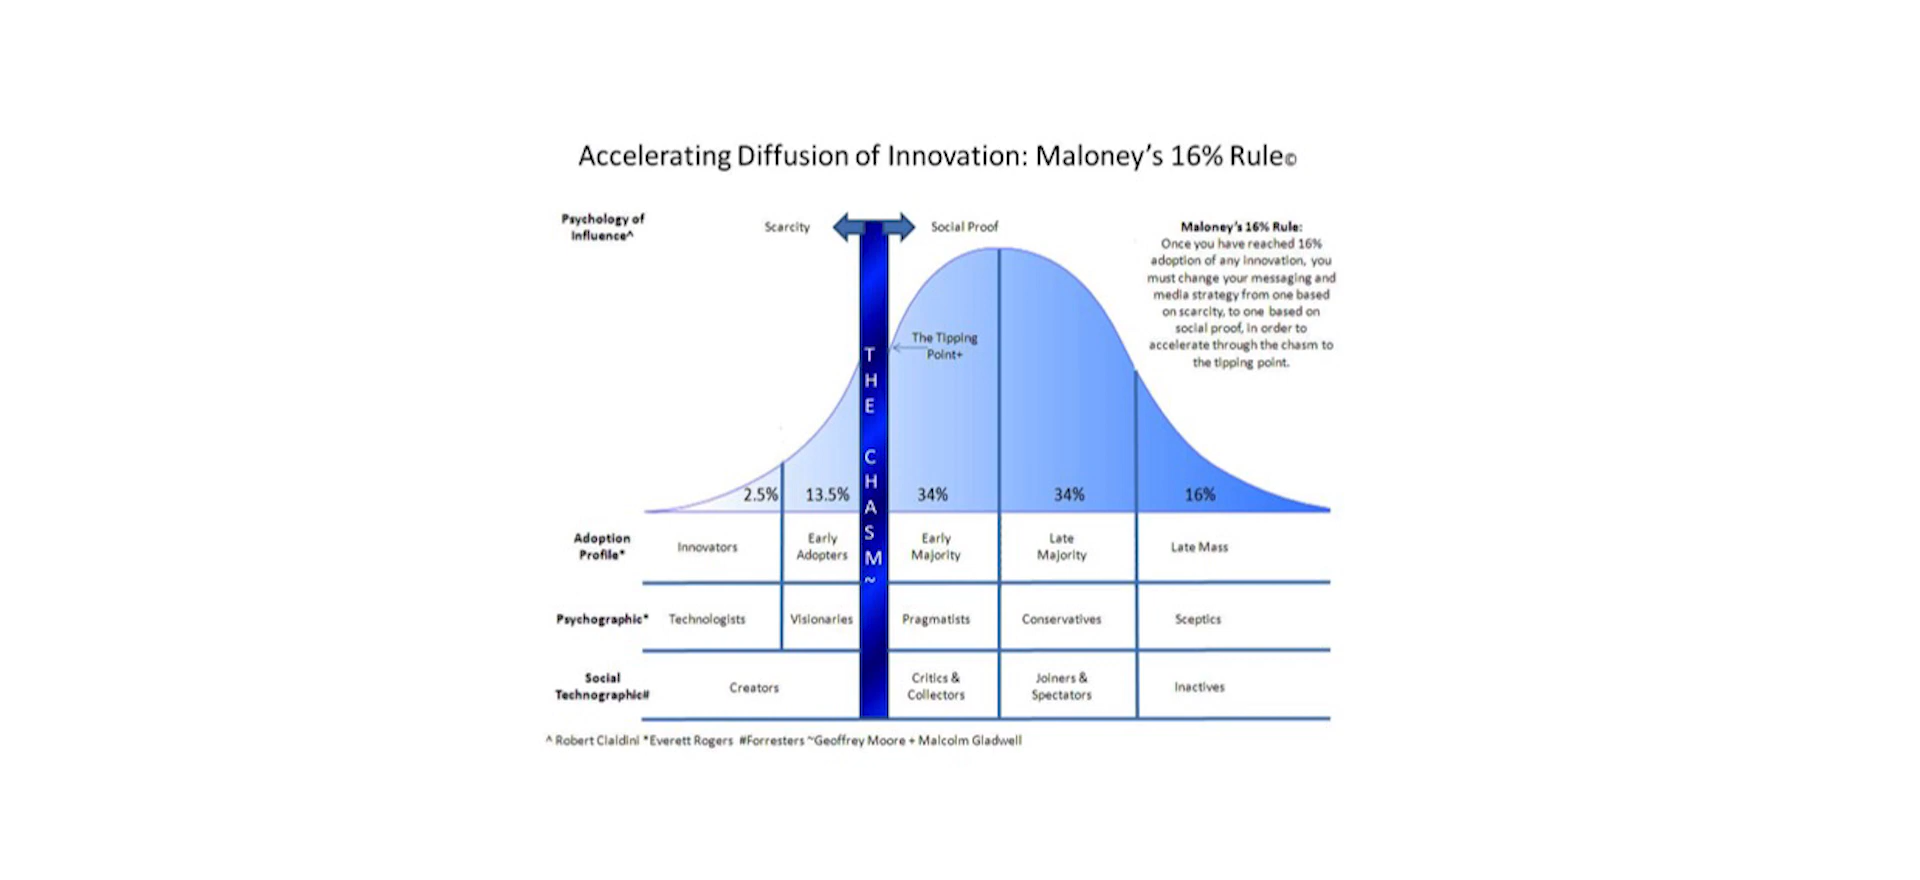 Accelerating Diffusion of Innovation: Maloney's 16% Rule©
Psychology of
Influence^
Scarcity
Social Proof
Maloney's 16% Rule:
Once you have reached 16%
adoption of any innovation, you
must change your messaging and
media strategy from one based
on scarcity, to one based on
social proof, in order to
accelerate through the chasm to
the tipping point.
The Tipping
Point+
THE CHASM~
2.5%
13.5%
34%
34%
16%
Adoption
Profile*
Innovators
Early
Adopters
Early
Majority
Late
Majority
Late Mass
Psychographic*
Technologists
Visionaries
Pragmatists
Conservatives
Sceptics
Social
Technographic#
Creators
Critics &
Collectors
Joiners &
Spectators
Inactives
^ Robert Cialdini *Everett Rogers #Forresters ~Geoffrey Moore + Malcolm Gladwell